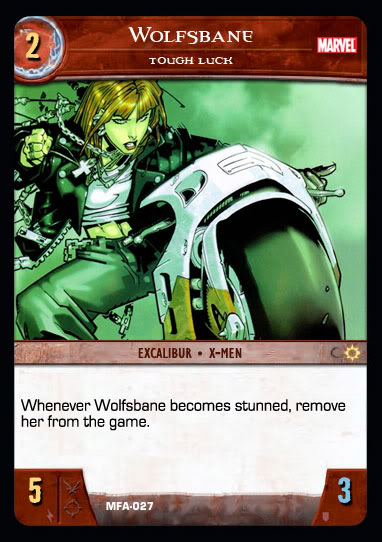 2
WOLFSBANE
MARVEL
TOUGH LUCK
EXCALIBUR • X-MEN
C
Whenever Wolfsbane becomes stunned, remove
her from the game.
5
MFA-027
3